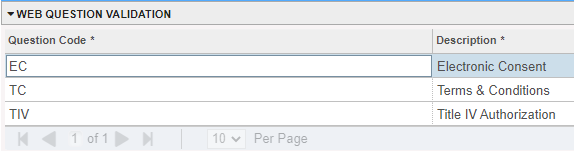 WEB QUESTION VALIDATION
Question Code * Description *
EC Electronic Consent
TC Terms & Conditions
TIV Title IV Authorization
1 of 1 10 Per Page